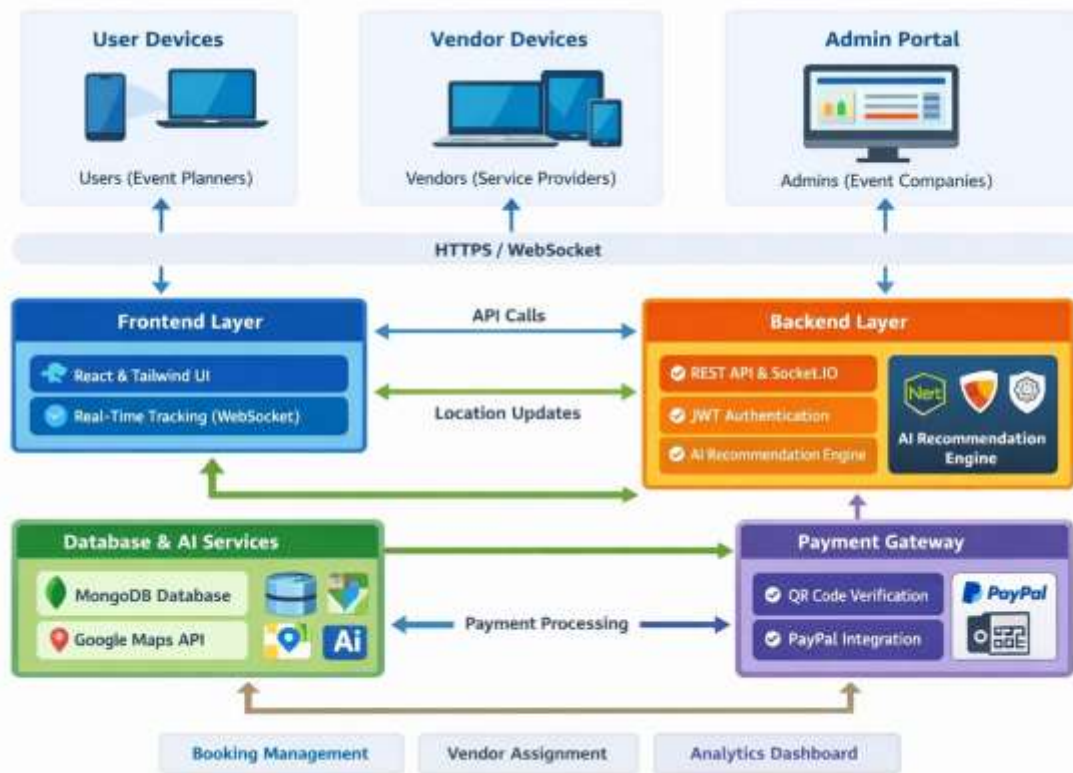 User Devices
Vendor Devices
Admin Portal
Users (Event Planners)
Vendors (Service Providers)
Admins (Event Companies)
HTTPS / WebSocket
Frontend Layer
API Calls
Backend Layer
React & Tailwind UI
Real-Time Tracking (WebSocket)
Location Updates
REST API & Socket.IO
JWT Authentication
AI Recommendation Engine
Nert
AI Recommendation
Engine
Database & AI Services
Payment Gateway
MongoDB Database
Google Maps API
Ai
Payment Processing
QR Code Verification
PayPal Integration
PayPal
Booking Management
Vendor Assignment
Analytics Dashboard